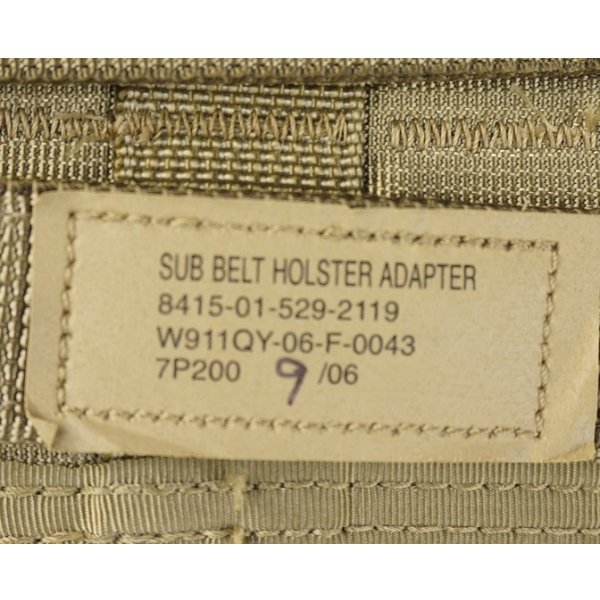 SUB BELT HOLSTER ADAPTER
8415-01-529-2119
W911QY-06-F-0043
7P200 9 /06